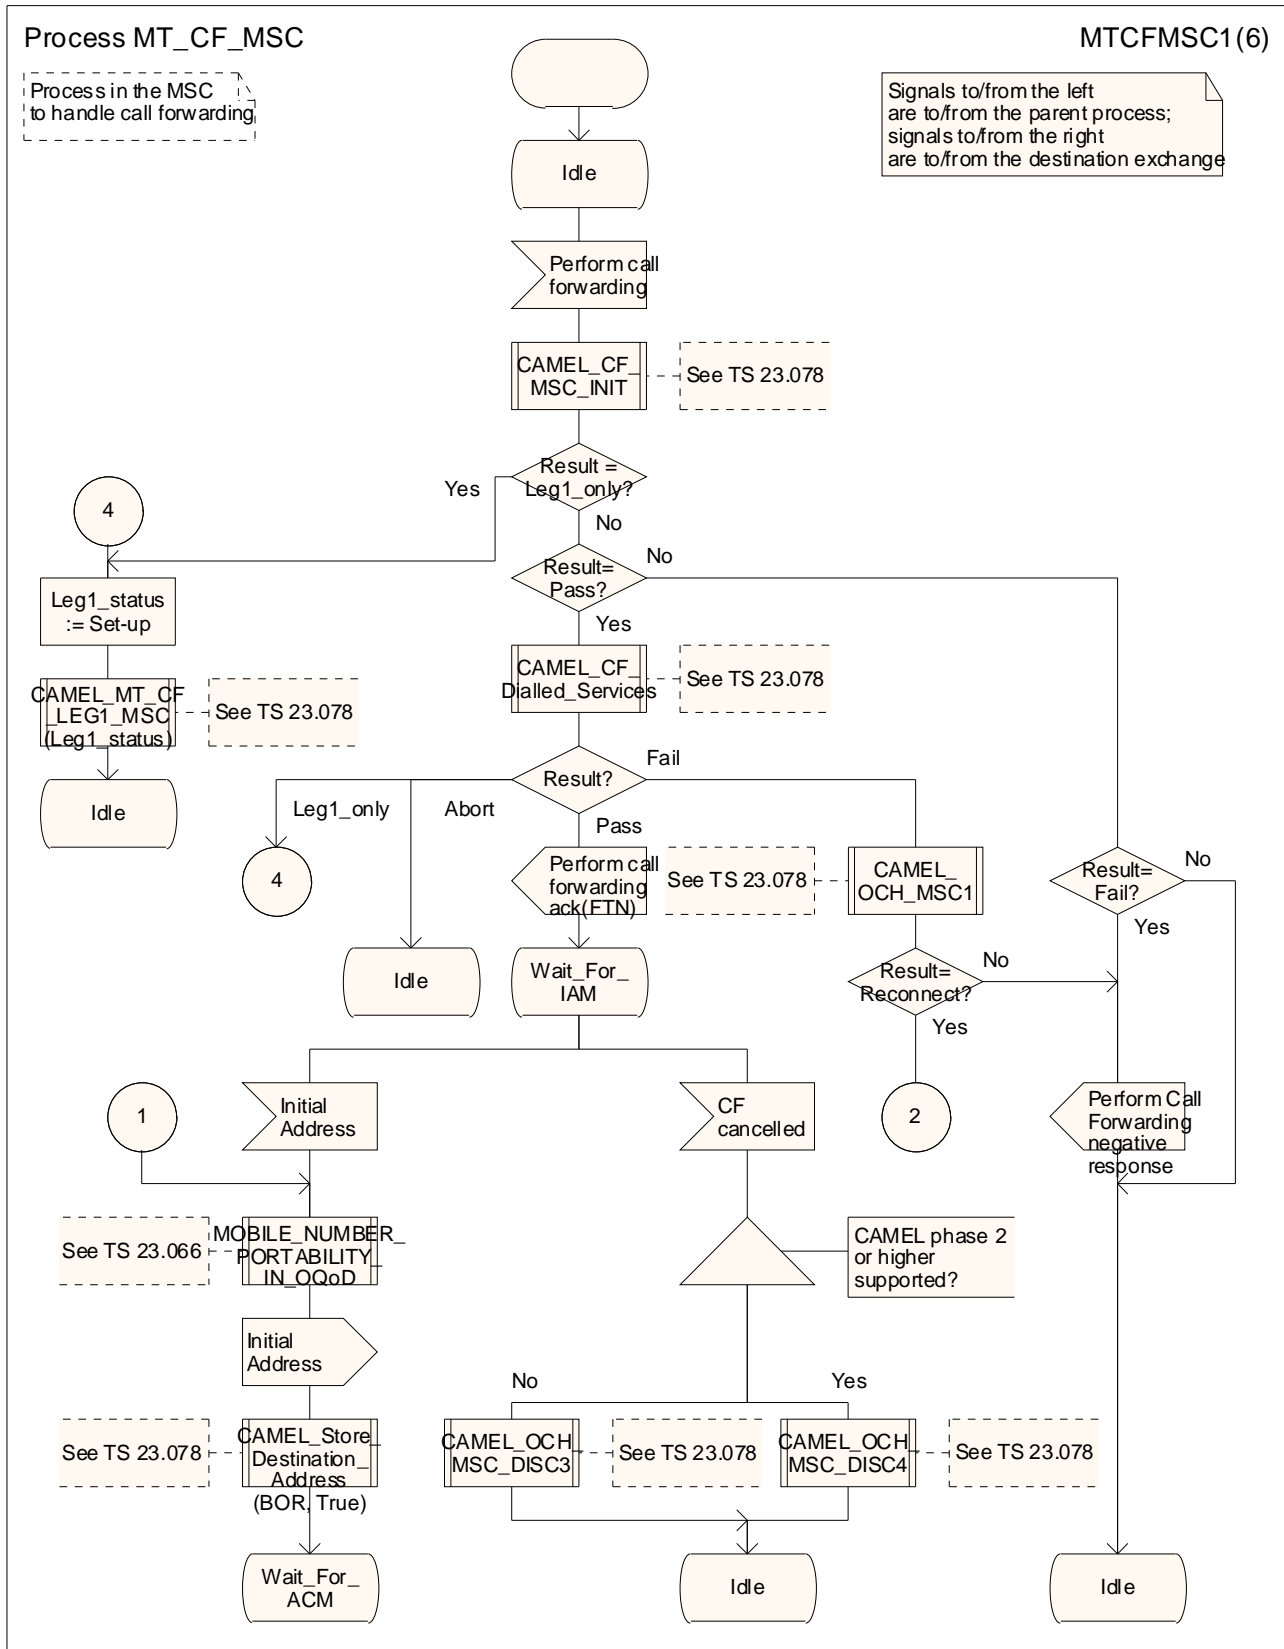 Process MT_CF_MSC
MTCFMSC1(6)
Process in the MSC
to handle call forwarding
Signals to/from the left
are to/from the parent process;
signals to/from the right
are to/from the destination exchange
Idle
Perform call
forwarding
CAMEL_CF_
MSC_INIT
See TS 23.078
Result =
Leg1_only?
Yes
No
4
Result=
Pass?
No
Yes
Leg1_status
:= Set-up
CAMEL_CF_
Dialled_Services
See TS 23.078
CAMEL_MT_CF
_LEG1_MSC
(Leg1_status)
See TS 23.078
Idle
Result?
Fail
Leg1_only
Abort
Pass
4
Perform call
forwarding
ack(FTN)
See TS 23.078
CAMEL_
OCH_MSC1
Result=
Fail?
No
Yes
Idle
Wait_For_
IAM
Result=
Reconnect?
No
Yes
1
Initial
Address
CF
cancelled
2
Perform Call
Forwarding
negative
response
See TS 23.066
MOBILE_NUMBER_
PORTABILITY_
IN_OQoD
CAMEL phase 2
or higher
supported?
Initial
Address
No
Yes
See TS 23.078
CAMEL_Store_
Destination_
Address
(BOR, True)
CAMEL_OCH_
MSC_DISC3
See TS 23.078
CAMEL_OCH_
MSC_DISC4
See TS 23.078
Wait_For_
ACM
Idle
Idle